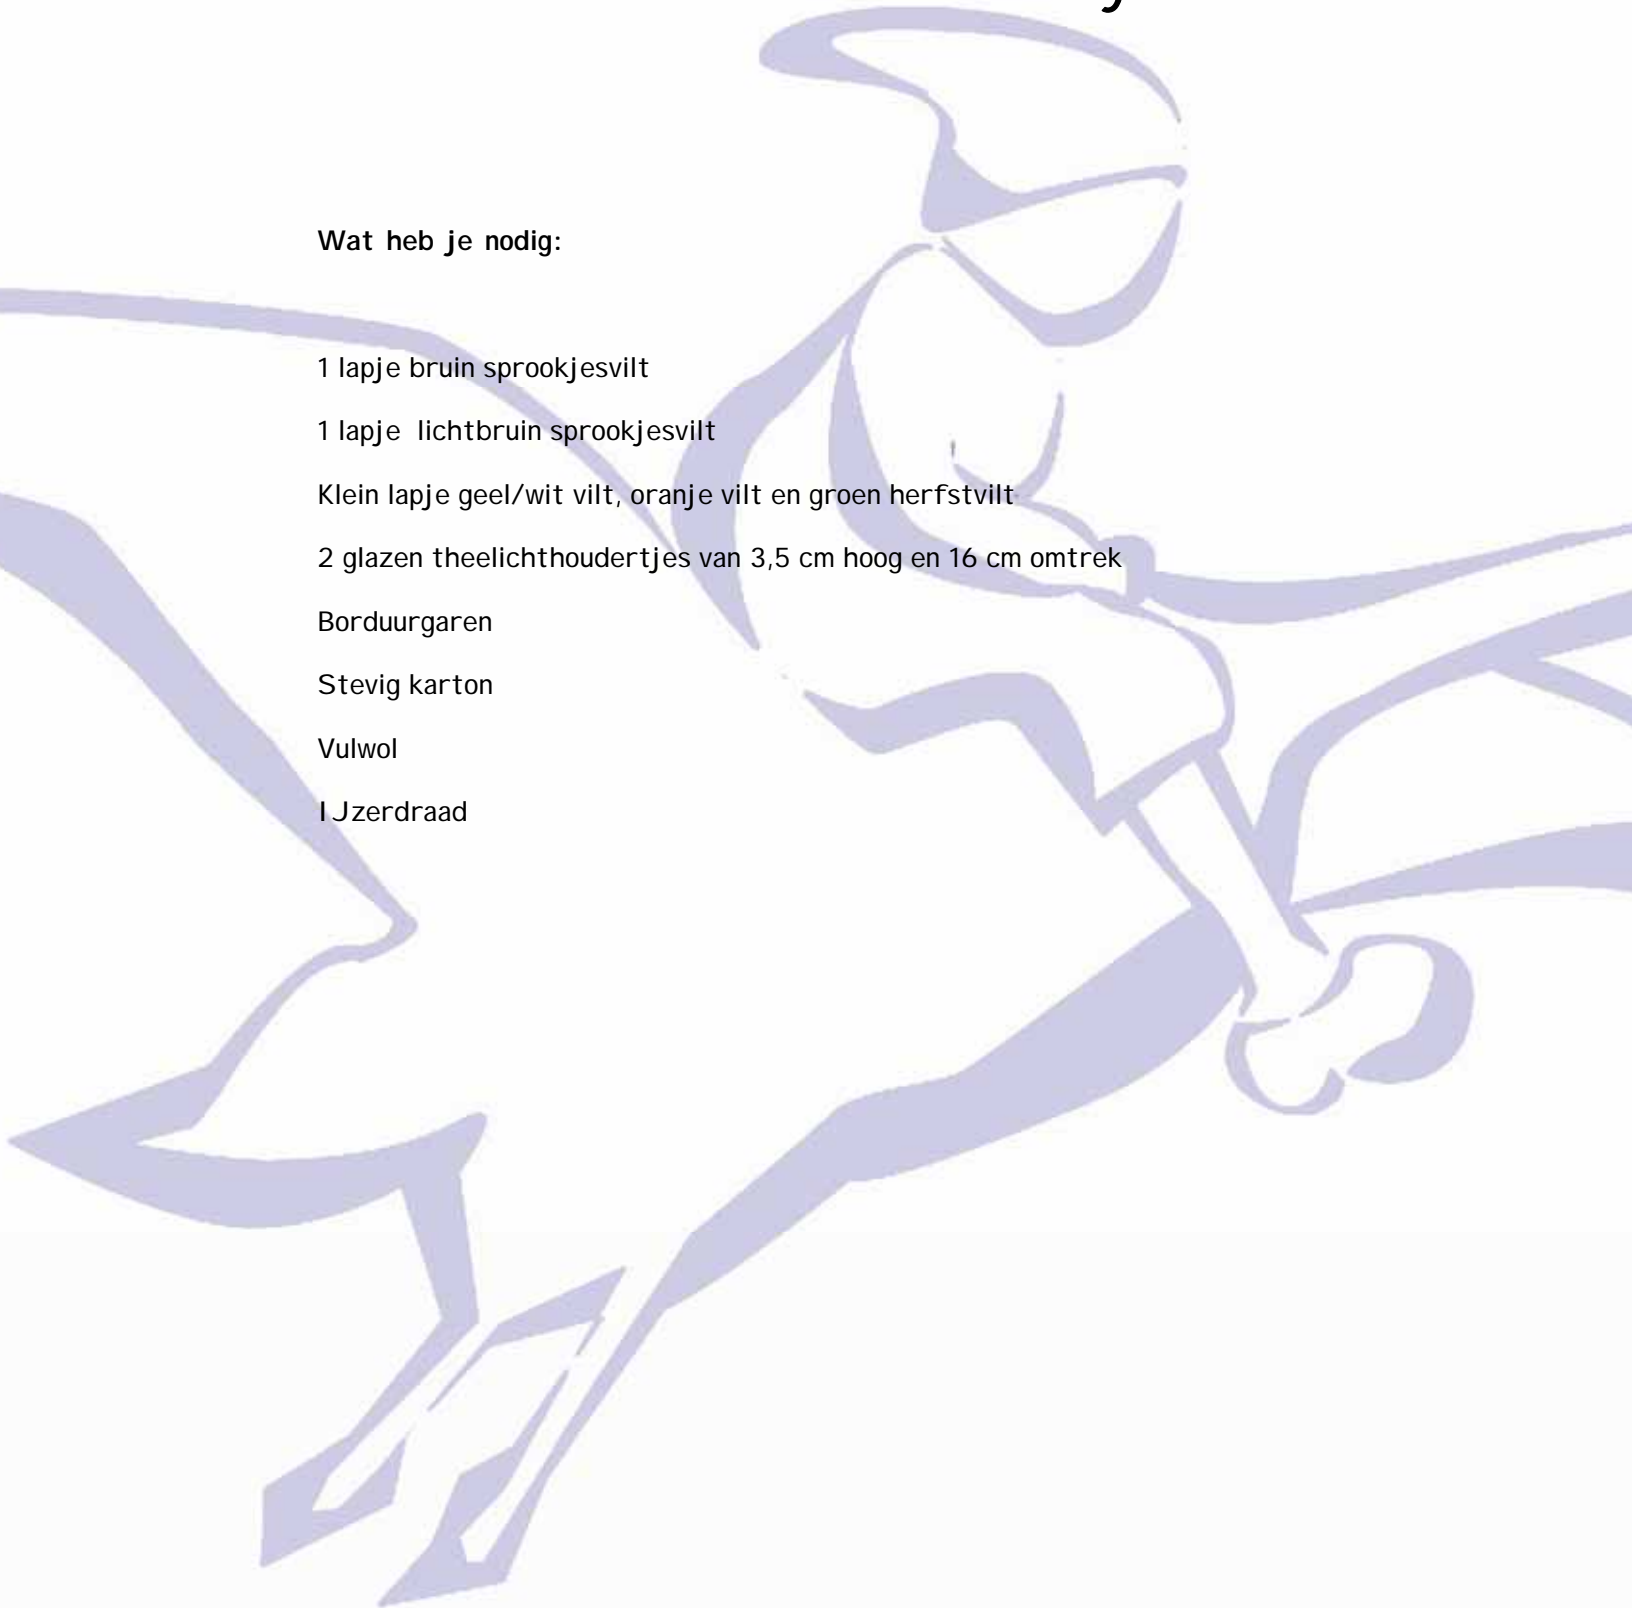 Wat heb je nodig:
1 lapje bruin sprookjesvilt
1 lapje lichtbruin sprookjesvilt
Klein lapje geel/wit vilt, oranje vilt en groen herfstvilt
2 glazen theelichthoudertjes van 3,5 cm hoog en 16 cm omtrek
Borduurgaren
Stevig karton
Vulwol
IJzerdraad